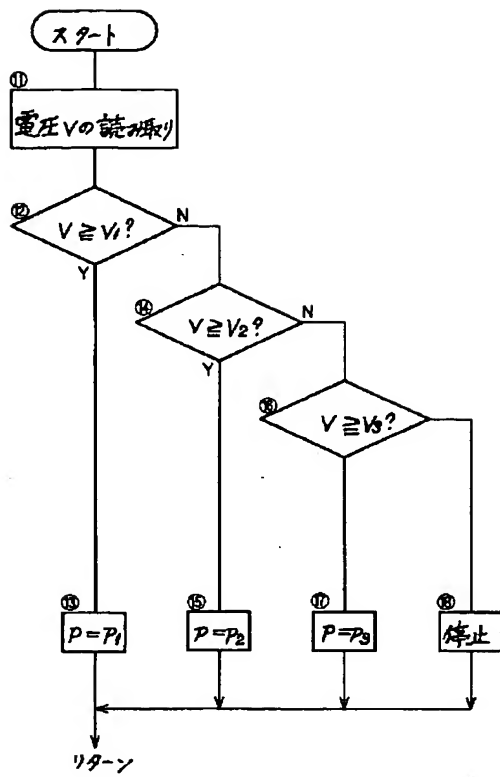 スタート
⑪
電圧Vの読み取り
⑫
V≧V1?
N
Y
⑭
V≧V2?
N
Y
⑯
V≧V3?
⑬
P=P1
⑮
P=P2
⑰
P=P3
⑱
停止
リターン